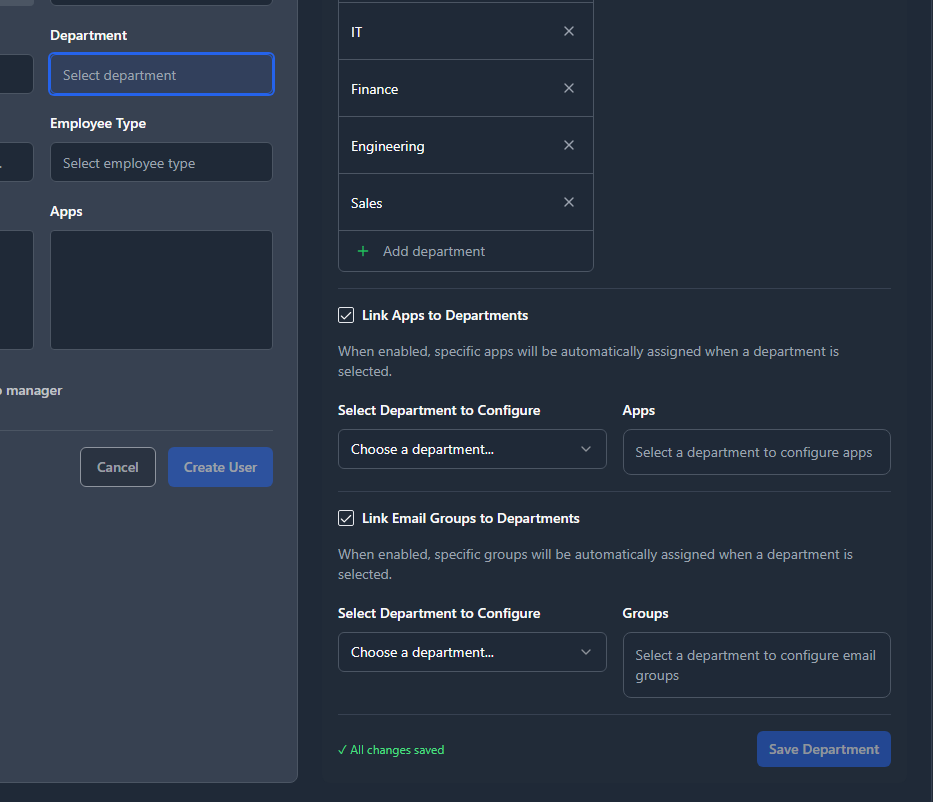 Department
Select department
Employee Type
Select employee type
Apps
manager
Cancel
Create User
IT
Finance
Engineering
Sales
+ Add department
Link Apps to Departments
When enabled, specific apps will be automatically assigned when a department is
selected.
Select Department to Configure
Choose a department...
Apps
Select a department to configure apps
Link Email Groups to Departments
When enabled, specific groups will be automatically assigned when a department is
selected.
Select Department to Configure
Choose a department...
Groups
Select a department to configure email
groups
✓ All changes saved
Save Department